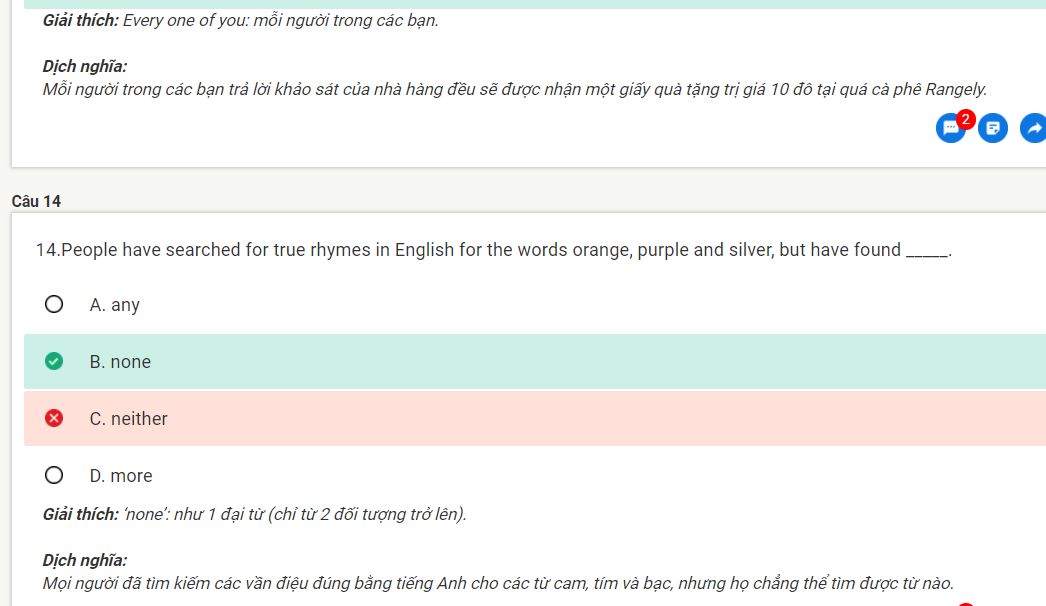 Giải thích: Every one of you: mỗi người trong các bạn.
Dịch nghĩa:
Mỗi người trong các bạn trả lời khảo sát của nhà hàng đều sẽ được nhận một giấy quà tặng trị giá 10 đô tại quá cà phê Rangely.
2
Câu 14
14.People have searched for true rhymes in English for the words orange, purple and silver, but have found _____.
A. any
B. none
C. neither
D. more
Giải thích: 'none': như 1 đại từ (chỉ từ 2 đối tượng trở lên).
Dịch nghĩa:
Mọi người đã tìm kiếm các vần điệu đúng bằng tiếng Anh cho các từ cam, tím và bạc, nhưng họ chẳng thể tìm được từ nào.